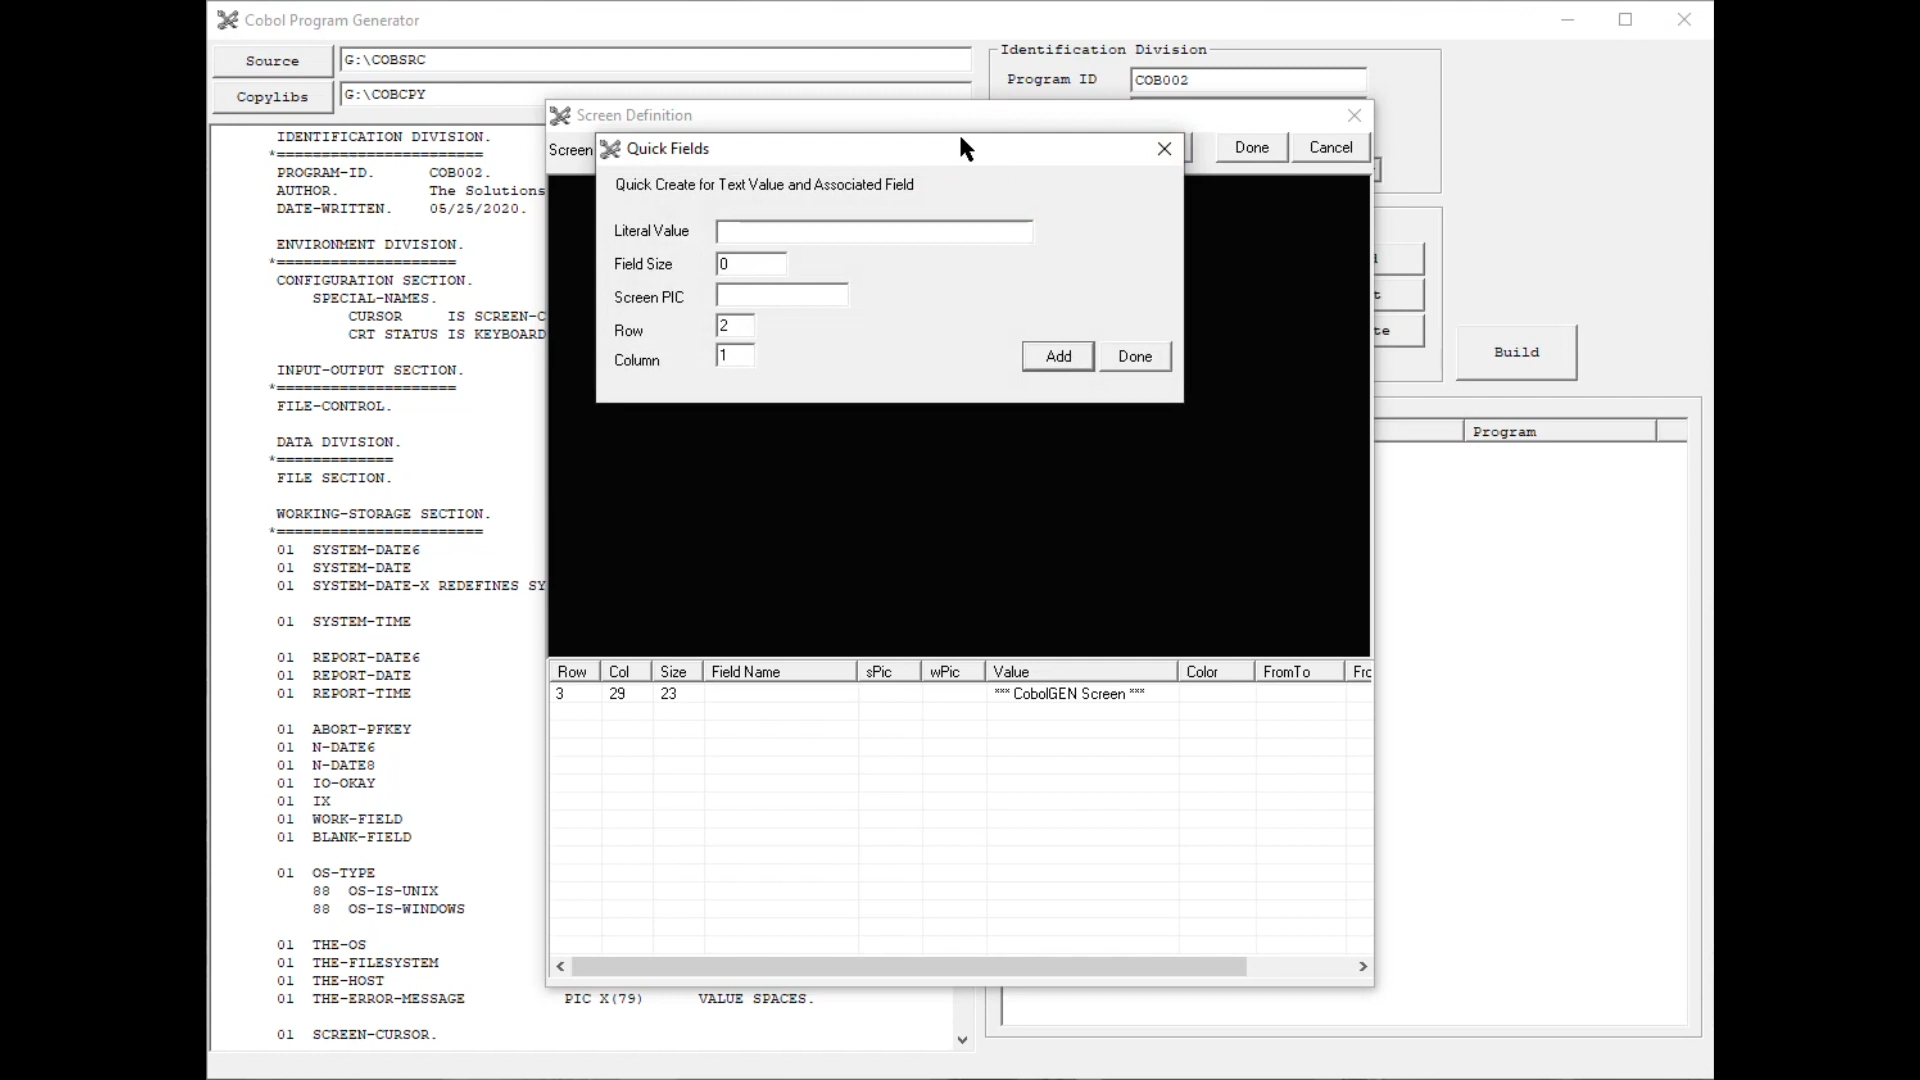 Cobol Program Generator
Source
G:\COBSRC
Copylibs
G:\COBCPY
Identification Division
Program ID
COB002
Screen Definition
Screen
Done
Cancel
Quick Fields
Quick Create for Text Value and Associated Field
Literal Value
Field Size
0
Screen PIC
Row
2
Column
1
Add
Done
Build
Program
Row Col Size Field Name sPic wPic Value Color FromTo Frc
3 29 23 *** CobolGEN Screen ***
IDENTIFICATION DIVISION.
*=======================
PROGRAM-ID. COB002.
AUTHOR. The Solutions
DATE-WRITTEN. 05/25/2020.
ENVIRONMENT DIVISION.
*====================
CONFIGURATION SECTION.
SPECIAL-NAMES.
CURSOR IS SCREEN-C
CRT STATUS IS KEYBOARD
INPUT-OUTPUT SECTION.
*====================
FILE-CONTROL.
DATA DIVISION.
*=============
FILE SECTION.
WORKING-STORAGE SECTION.
*=======================
01 SYSTEM-DATE6
01 SYSTEM-DATE
01 SYSTEM-DATE-X REDEFINES SY
01 SYSTEM-TIME
01 REPORT-DATE6
01 REPORT-DATE
01 REPORT-TIME
01 ABORT-PFKEY
01 N-DATE6
01 N-DATE8
01 IO-OKAY
01 IX
01 WORK-FIELD
01 BLANK-FIELD
01 OS-TYPE
88 OS-IS-UNIX
88 OS-IS-WINDOWS
01 THE-OS
01 THE-FILESYSTEM
01 THE-HOST
01 THE-ERROR-MESSAGE PIC X(79) VALUE SPACES.
01 SCREEN-CURSOR.